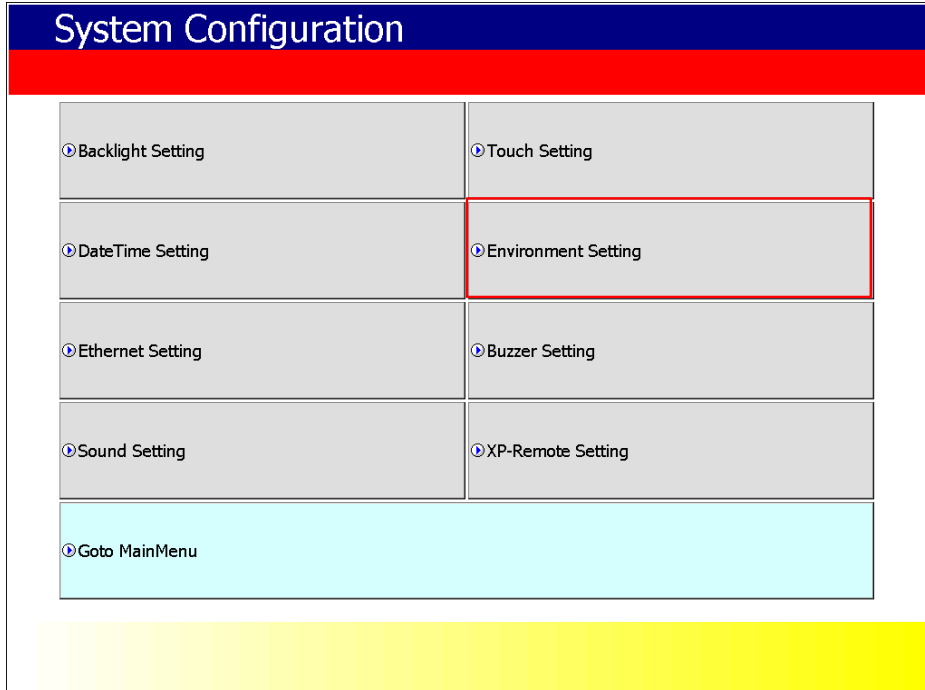 System Configuration
Backlight Setting
Touch Setting
DateTime Setting
Environment Setting
Ethernet Setting
Buzzer Setting
Sound Setting
XP-Remote Setting
Goto MainMenu